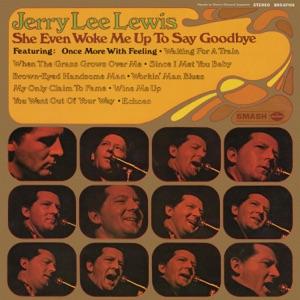 STEREO SRS 67128
Jerry Lee Lewis
She Even Woke Me Up To Say Goodbye
Featuring: Once More With Feeling • Waiting For A Train
When The Grass Grows Over Me • Since I Met You Baby
Brown-Eyed Handsome Man • Workin' Man Blues
My Only Claim To Fame • Wine Me Up
You Went Out Of Your Way • Echoes
SMASH